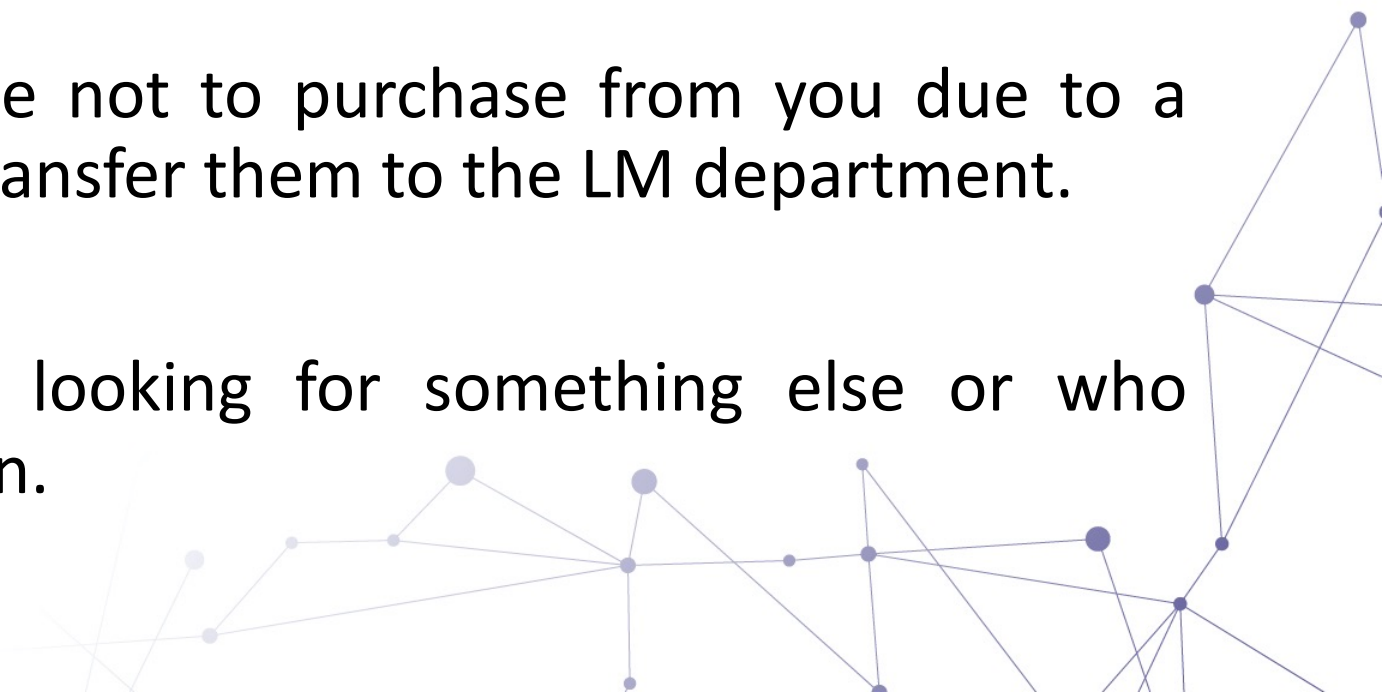 e not to purchase from you due to a
ansfer them to the LM department.
looking for something else or who
n.